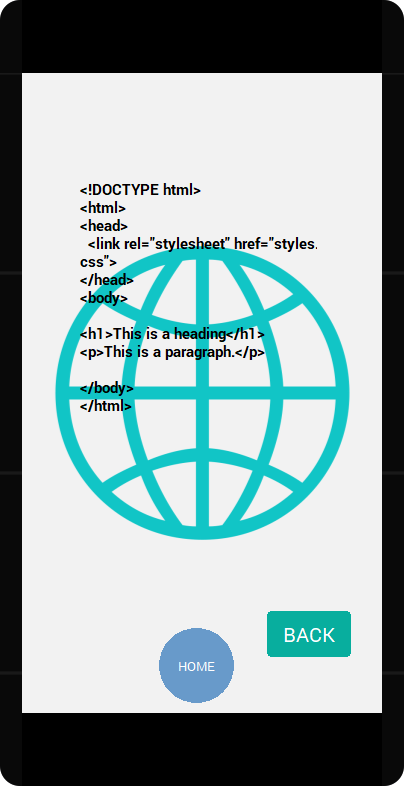 <!DOCTYPE html>
<html>
<head>
  <link rel="stylesheet" href="styles.
css">
</head>
<body>

<h1>This is a heading</h1>
<p>This is a paragraph.</p>

</body>
</html>
BACK
HOME